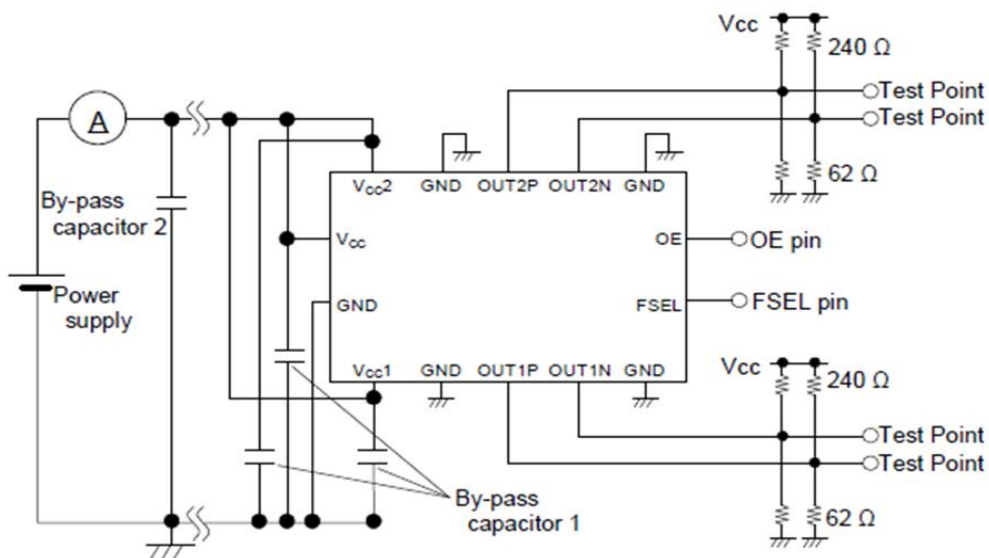 Vcc
240 Ω
Test Point
Test Point
62 Ω
A
By-pass
capacitor 2
Power
supply
VCC2 GND OUT2P OUT2N GND
VCC OE
OE pin
GND FSEL
FSEL pin
VCC1 GND OUT1P OUT1N GND
Vcc
240 Ω
Test Point
Test Point
62 Ω
By-pass
capacitor 1